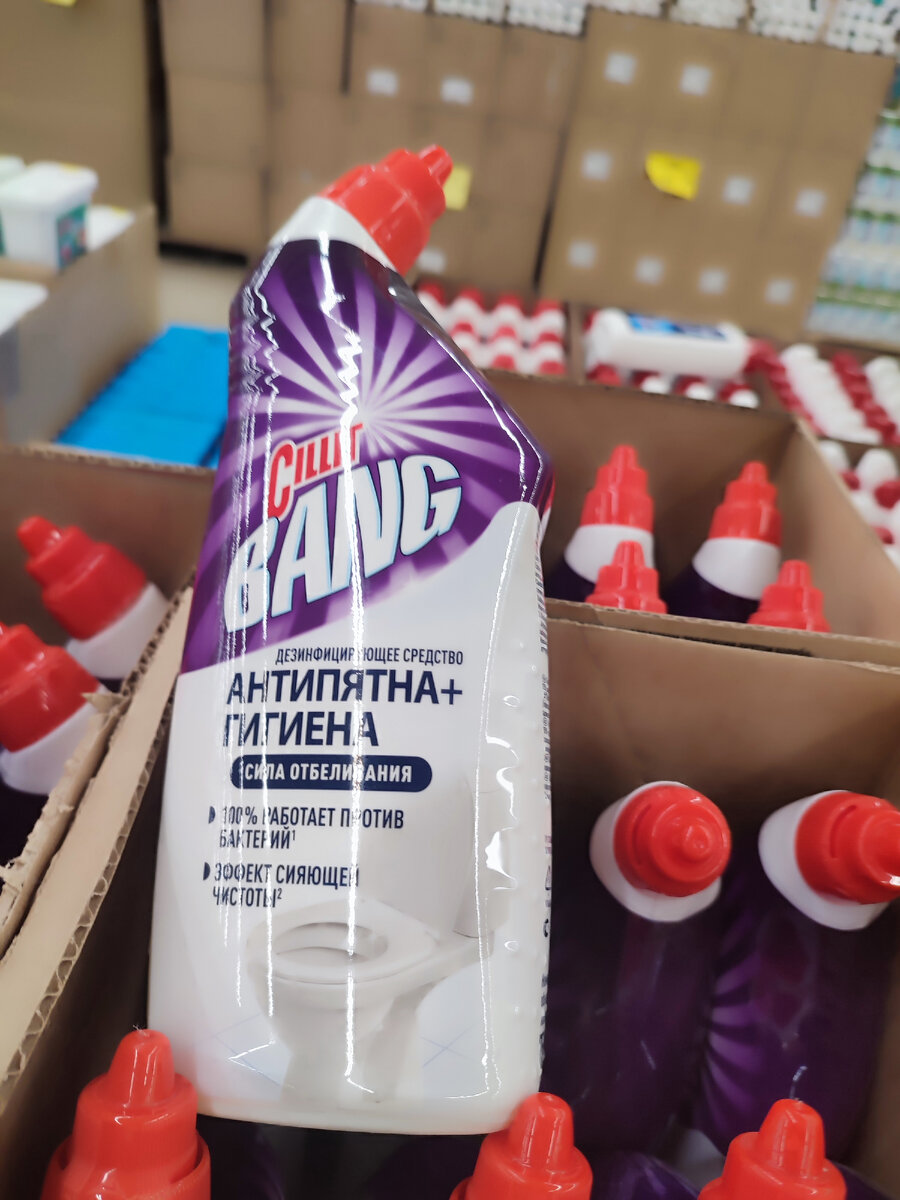 CILLIT
BANG
ДЕЗИНФИЦИРУЮЩЕЕ СРЕДСТВО
АНТИПЯТНА+
ГИГИЕНА
СИЛА ОТБЕЛИВАНИЯ
100% РАБОТАЕТ ПРОТИВ
БАКТЕРИЙ¹
ЭФФЕКТ СИЯЮЩЕЙ
ЧИСТОТЫ²